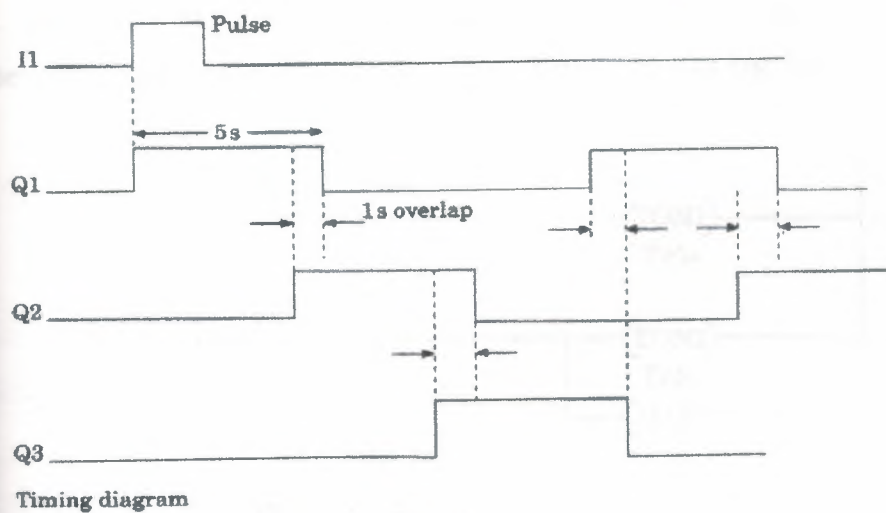 Pulse
I1
5s
Q1
1s overlap
Q2
Q3
Timing diagram